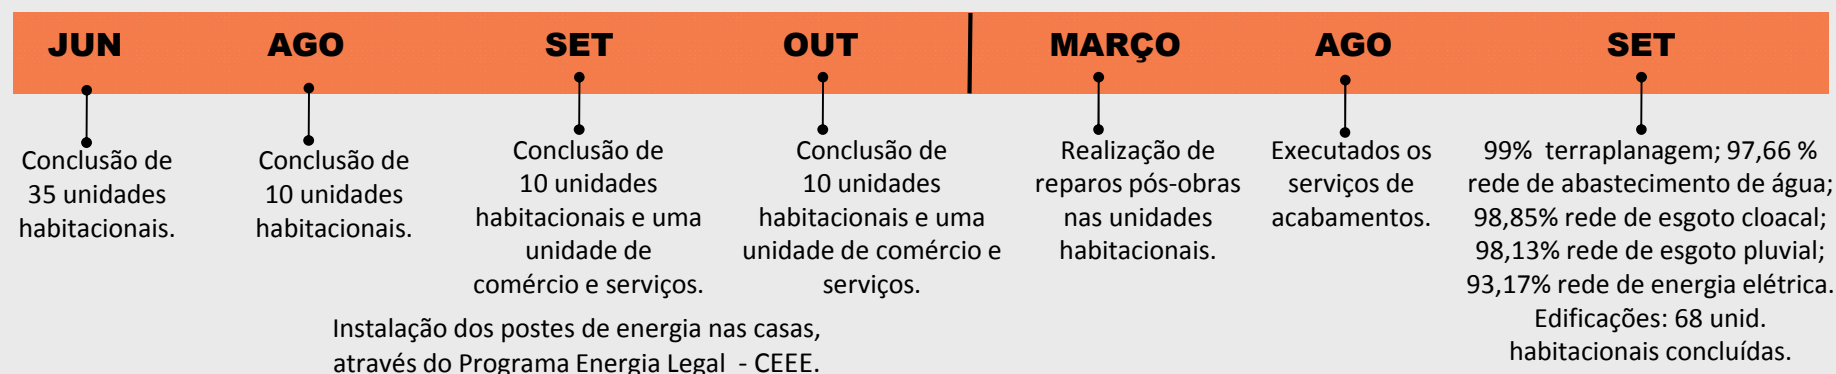 JUN
AGO
SET
OUT
MARÇO
AGO
SET
Conclusão de
35 unidades
habitacionais.
Conclusão de
10 unidades
habitacionais.
Conclusão de
10 unidades
habitacionais e uma
unidade de
comércio e serviços.
Conclusão de
10 unidades
habitacionais e uma
unidade de comércio e
serviços.
Instalação dos postes de energia nas casas,
através do Programa Energia Legal - CEEE.
Realização de
reparos pós-obras
nas unidades
habitacionais.
Executados os
serviços de
acabamentos.
99% terraplanagem; 97,66 %
rede de abastecimento de água;
98,85% rede de esgoto cloacal;
98,13% rede de esgoto pluvial;
93,17% rede de energia elétrica.
Edificações: 68 unid.
habitacionais concluídas.